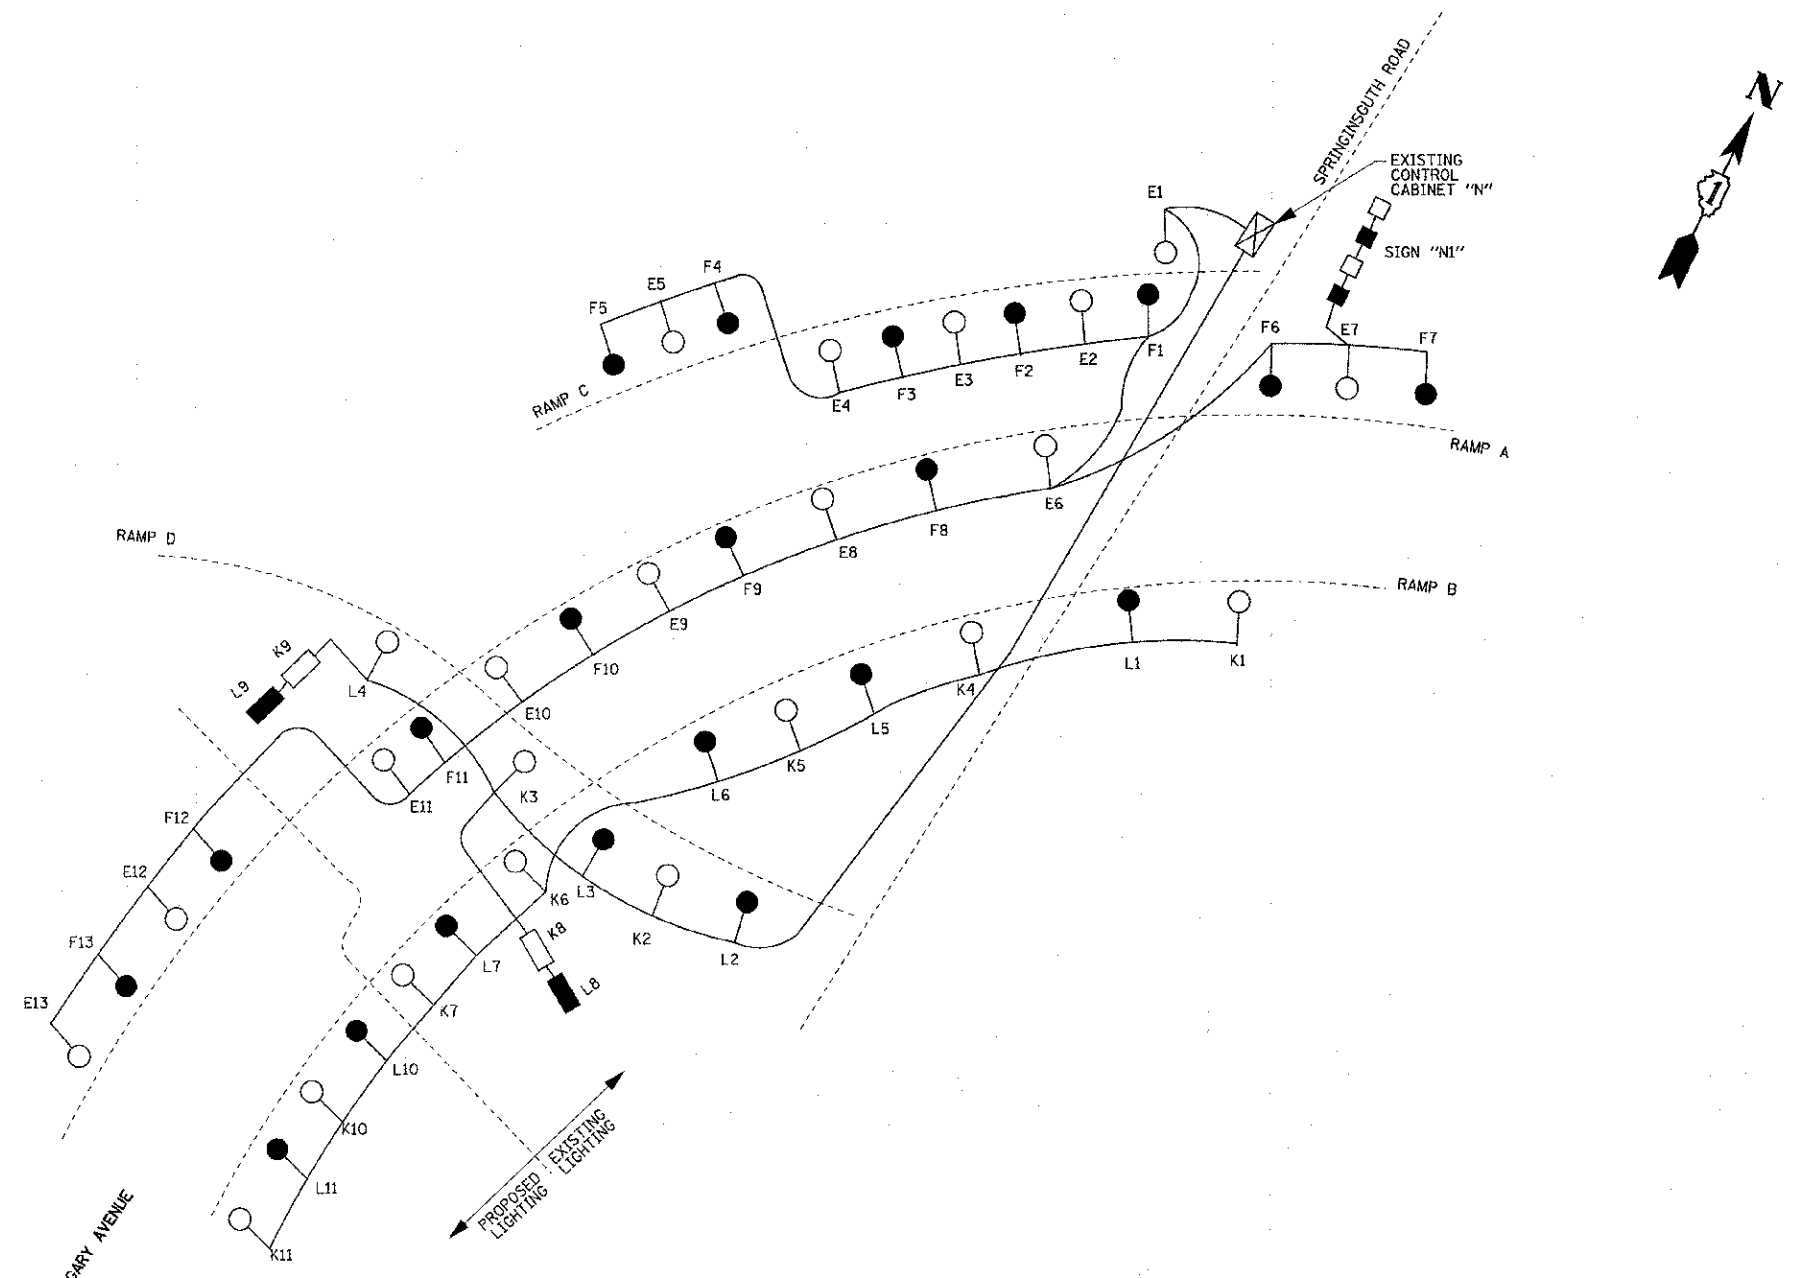 N
1
SPRINGINSGUTH ROAD
EXISTING
CONTROL
CABINET "N"
SIGN "N1"
E1
F4
E5
F5
F6
E7
F7
F1
E2
F2
E3
F3
E4
RAMP C
RAMP A
E6
F8
E8
F9
E9
F10
E10
F11
E11
RAMP D
RAMP B
K1
L1
K4
L5
K5
L6
K9
L9
L4
K3
K6
L3
K2
L2
K8
L8
L7
K7
L10
K10
L11
K11
F12
E12
F13
E13
EXISTING
LIGHTING
PROPOSED
LIGHTING
GARY AVENUE